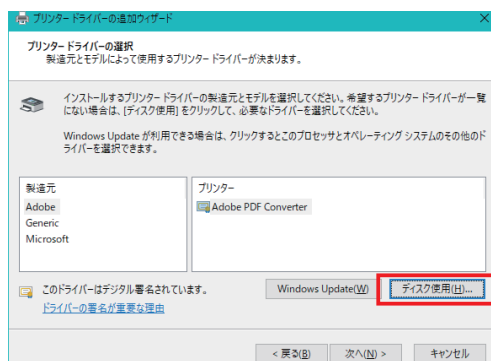 プリンター ドライバーの追加ウィザード
プリンター ドライバーの選択
製造元とモデルによって使用するプリンター ドライバーが決まります。
インストールするプリンター ドライバーの製造元とモデルを選択してください。希望するプリンター ドライバーが一覧
にない場合は、[ディスク使用] をクリックして、必要なドライバーを選択してください。
Windows Update が利用できる場合は、クリックするとこのプロセッサとオペレーティング システムのその他のド
ライバーを選択できます。
製造元
プリンター
Adobe
Adobe PDF Converter
Generic
Microsoft
このドライバーはデジタル署名されています。
Windows Update(W)
ディスク使用(H)...
ドライバーの署名が重要な理由
< 戻る(B)
次へ(N) >
キャンセル